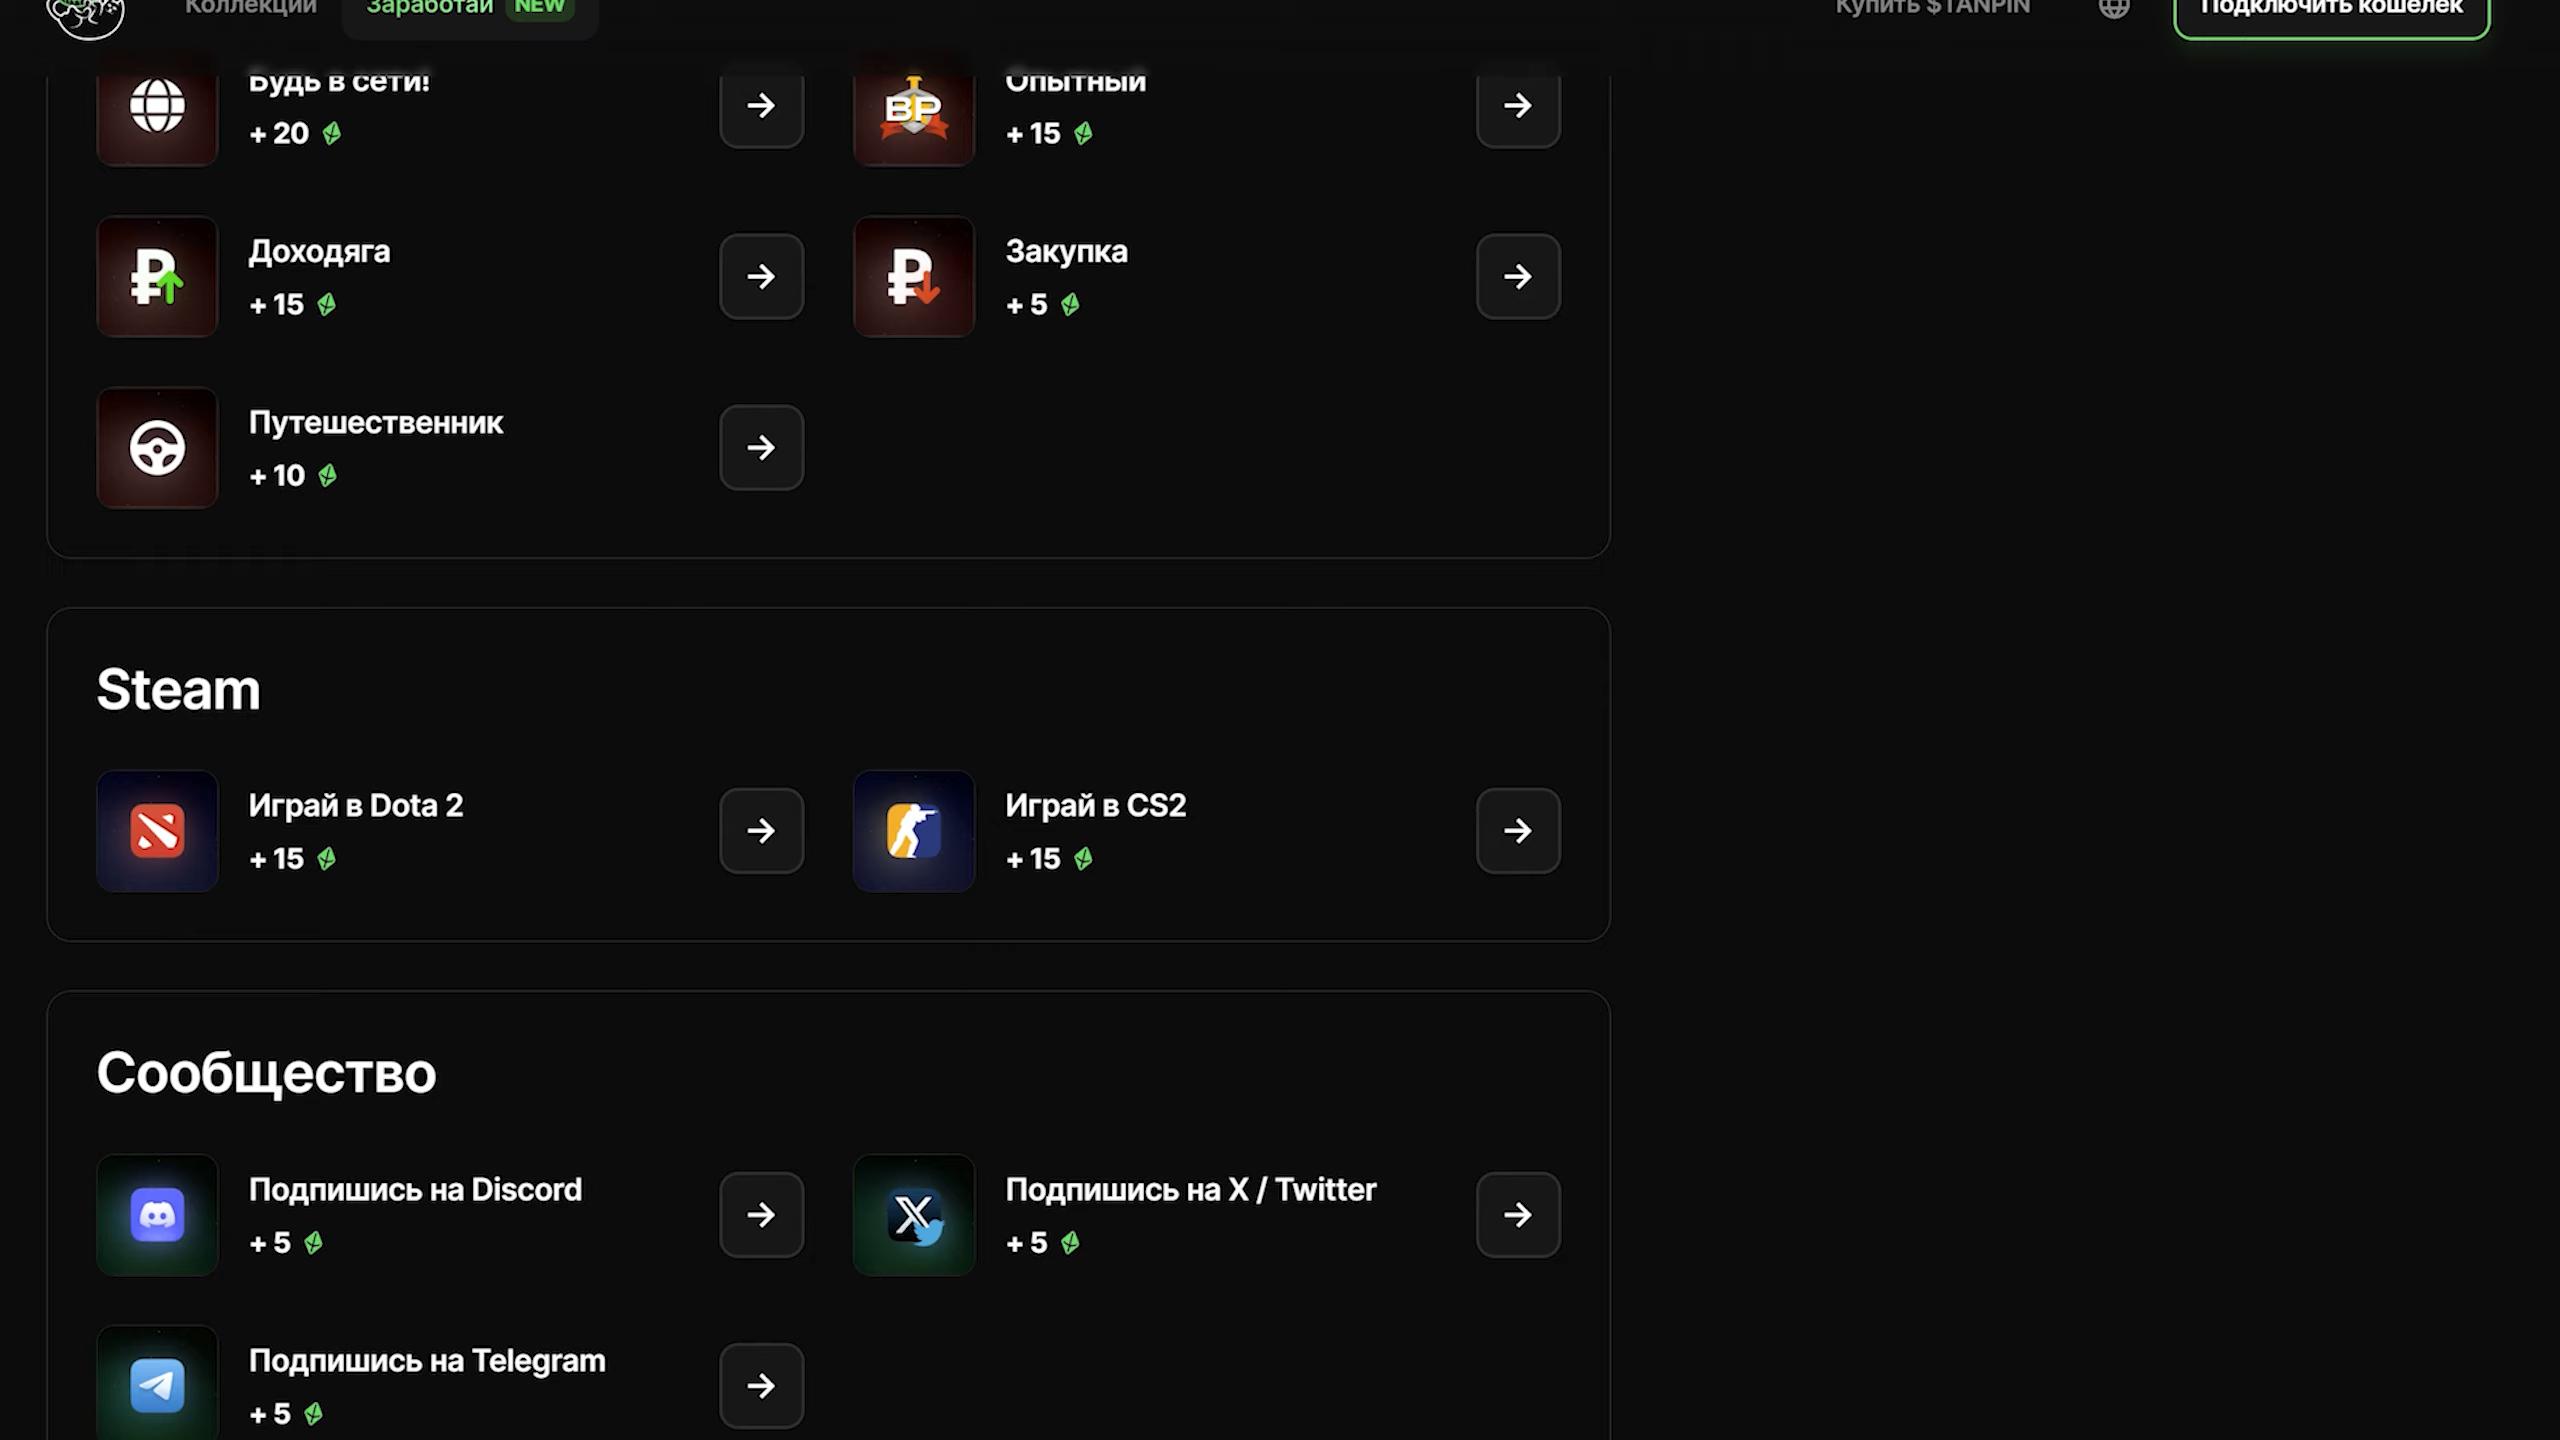 Коллекции
Заработай NEW
Купить $TANPIN
Подключить кошелек
Будь в сети!
+ 20
Опытный
BP
+ 15
Доходяга
+ 15
Закупка
+ 5
Путешественник
+ 10
Steam
Играй в Dota 2
+ 15
Играй в CS2
+ 15
Сообщество
Подпишись на Discord
+ 5
Подпишись на X / Twitter
+ 5
Подпишись на Telegram
+ 5